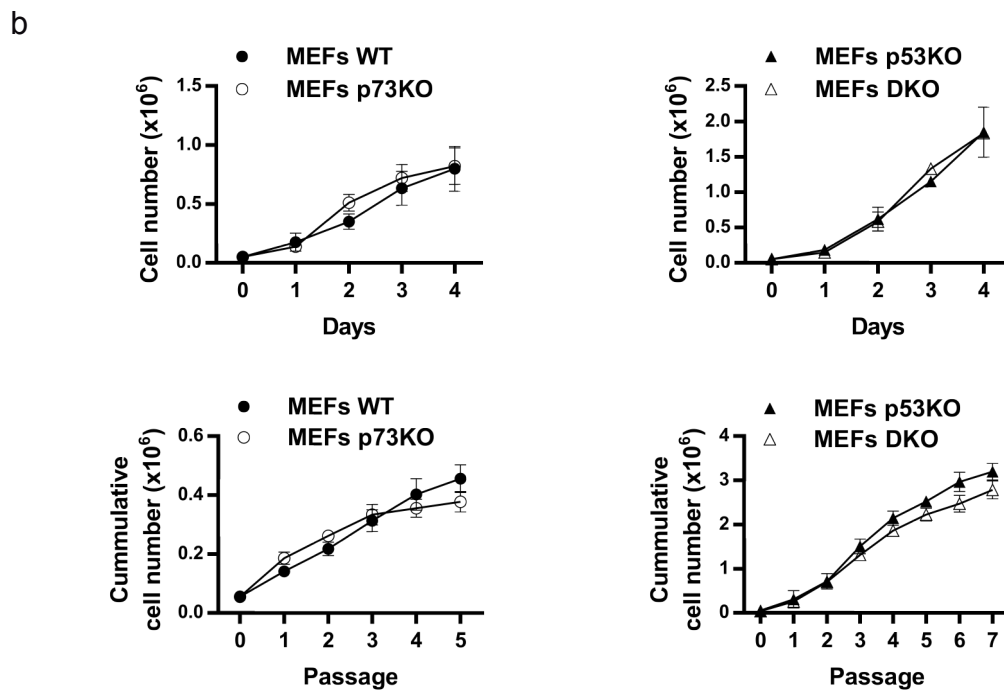 b
MEFs WT
MEFs p73KO
Cell number (x10⁶)
1.5
1.0
0.5
0.0
0 1 2 3 4
Days
MEFs p53KO
MEFs DKO
Cell number (x10⁶)
2.5
2.0
1.5
1.0
0.5
0.0
0 1 2 3 4
Days
MEFs WT
MEFs p73KO
Cummulative
cell number (x10⁶)
0.6
0.4
0.2
0.0
0 1 2 3 4 5
Passage
MEFs p53KO
MEFs DKO
Cummulative
cell number (x10⁶)
4
3
2
1
0
0 1 2 3 4 5 6 7
Passage